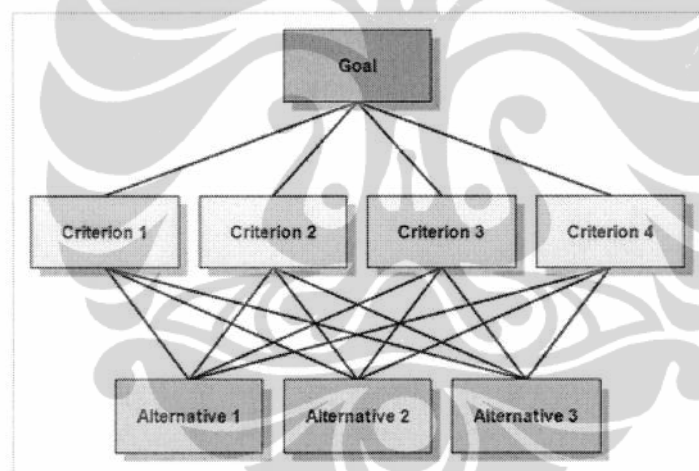 Goal
Criterion 1
Criterion 2
Criterion 3
Criterion 4
Alternative 1
Alternative 2
Alternative 3